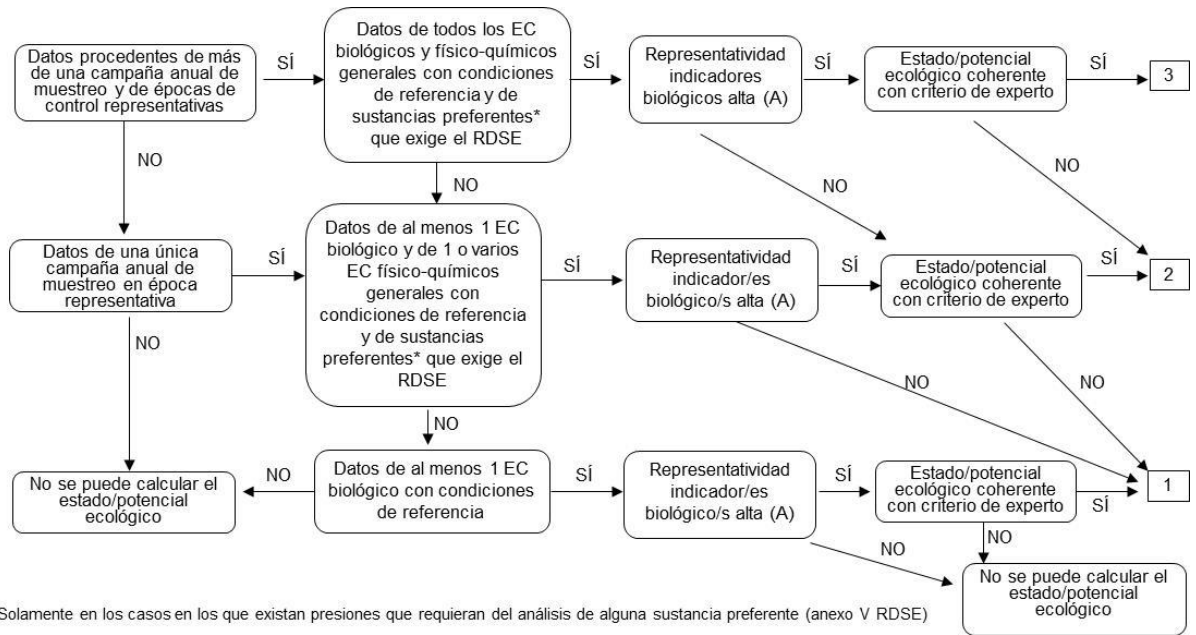 Datos procedentes de más
de una campaña anual de
muestreo y de épocas de
control representativas
SÍ
Datos de todos los EC
biológicos y físico-químicos
generales con condiciones
de referencia y de
sustancias preferentes*
que exige el RDSE
SÍ
Representatividad
indicadores
biológicos alta (A)
SÍ
Estado/potencial
ecológico coherente
con criterio de experto
SÍ
3
NO
NO
NO
NO
Datos de una única
campaña anual de
muestreo en época
representativa
SÍ
Datos de al menos 1 EC
biológico y de 1 o varios
EC físico-químicos
generales con
condiciones de referencia
y de sustancias
preferentes* que exige el
RDSE
SÍ
Representatividad
indicador/es
biológico/s alta (A)
SÍ
Estado/potencial
ecológico coherente
con criterio de experto
SÍ
2
NO
NO
NO
NO
No se puede calcular el
estado/potencial
ecológico
NO
Datos de al menos 1 EC
biológico con condiciones
de referencia
SÍ
Representatividad
indicador/es
biológico/s alta (A)
SÍ
Estado/potencial
ecológico coherente
con criterio de experto
SÍ
1
NO
NO
No se puede calcular el
estado/potencial
ecológico
Solamente en los casos en los que existan presiones que requieran del análisis de alguna sustancia preferente (anexo V RDSE)